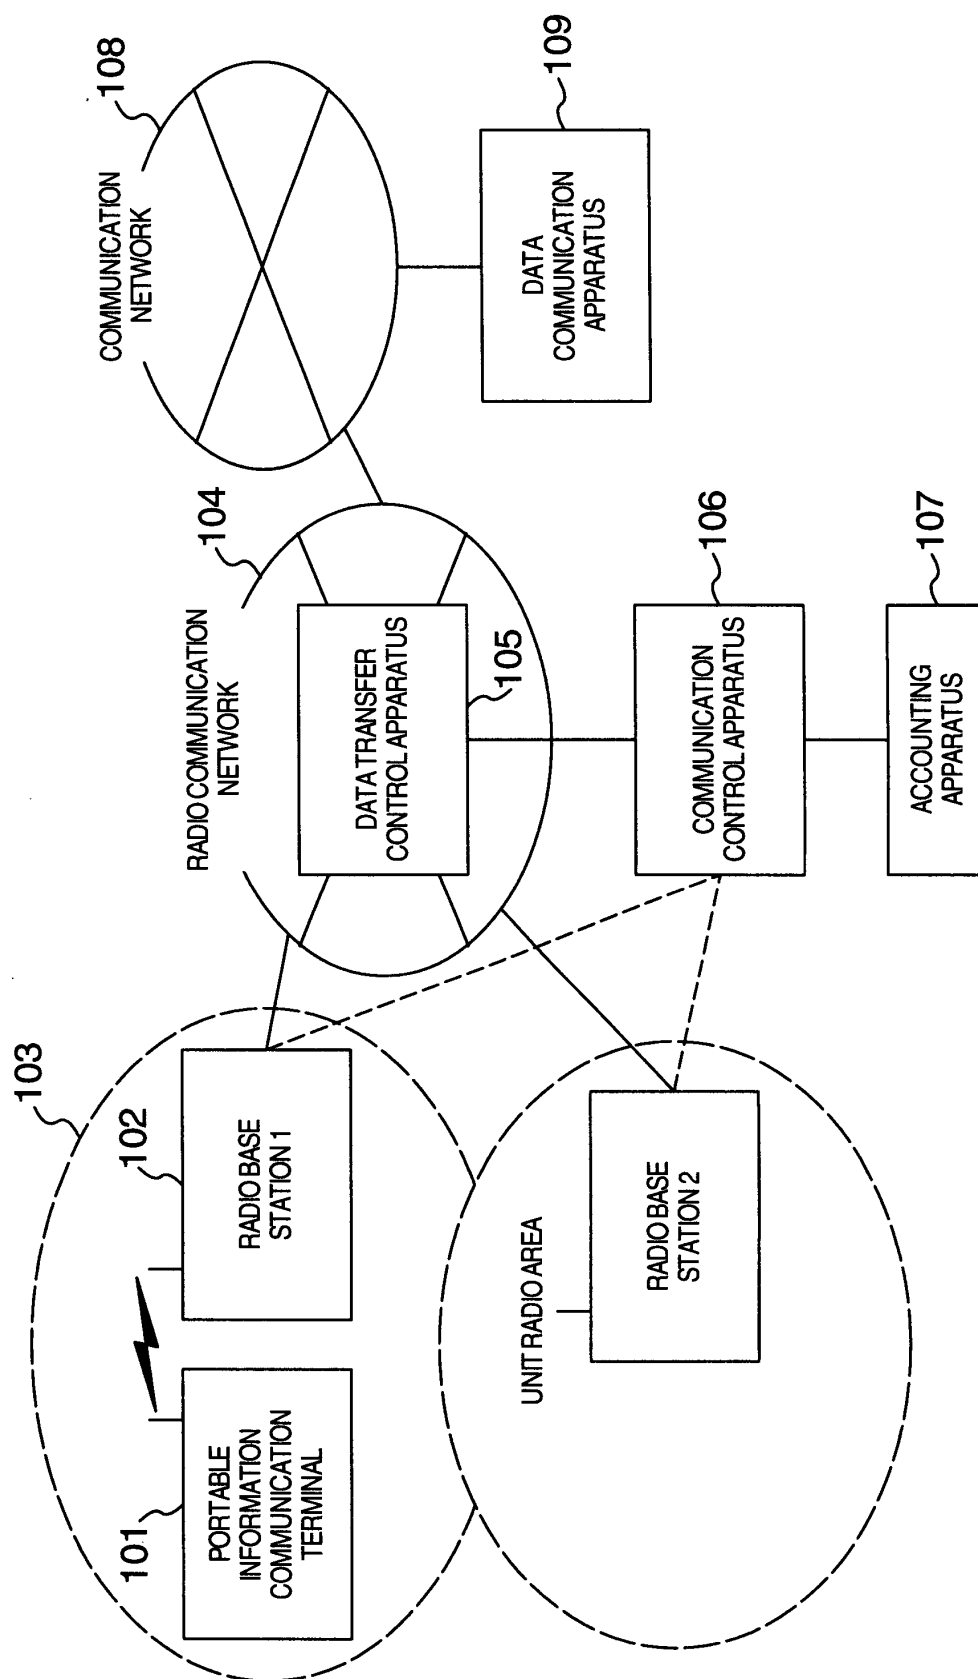 103
102
101
PORTABLE
INFORMATION
COMMUNICATION
TERMINAL
RADIO BASE
STATION 1
UNIT RADIO AREA
RADIO BASE
STATION 2
RADIO COMMUNICATION
NETWORK
104
DATA TRANSFER
CONTROL APPARATUS
105
COMMUNICATION
CONTROL APPARATUS
106
ACCOUNTING
APPARATUS
107
COMMUNICATION
NETWORK
108
DATA
COMMUNICATION
APPARATUS
109